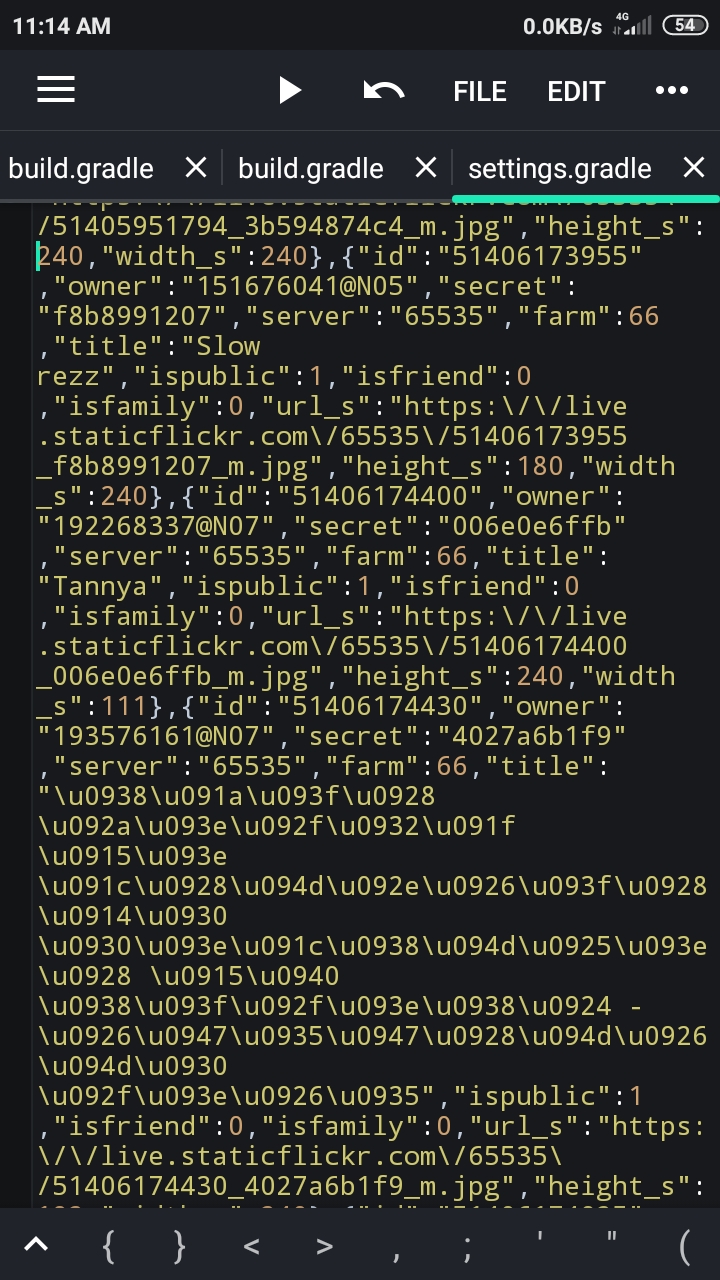 11:14 AM
0.0KB/s 4G 54
FILE EDIT
build.gradle build.gradle settings.gradle
/51405951794_3b594874c4_m.jpg","height_s":
240,"width_s":240},{"id":"51406173955"
,"owner":"151676041@N05","secret":
"f8b8991207","server":"65535","farm":66
,"title":"Slow
rezz","ispublic":1,"isfriend":0
,"isfamily":0,"url_s":"https:\/\/live
.staticflickr.com\/65535\/51406173955
_f8b8991207_m.jpg","height_s":180,"width
_s":240},{"id":"51406174400","owner":
"192268337@N07","secret":"006e0e6ffb"
,"server":"65535","farm":66,"title":
"Tannya","ispublic":1,"isfriend":0
,"isfamily":0,"url_s":"https:\/\/live
.staticflickr.com\/65535\/51406174400
_006e0e6ffb_m.jpg","height_s":240,"width
_s":111},{"id":"51406174430","owner":
"193576161@N07","secret":"4027a6b1f9"
,"server":"65535","farm":66,"title":
"\u0938\u091a\u093f\u0928
\u092a\u093e\u092f\u0932\u091f
\u0915\u093e
\u091c\u0928\u094d\u092e\u0926\u093f\u0928
\u0914\u0930
\u0930\u093e\u091c\u0938\u094d\u0925\u093e
\u0928 \u0915\u0940
\u0938\u093f\u092f\u093e\u0938\u0924 -
\u0926\u0947\u0935\u0947\u0928\u094d\u0926
\u094d\u0930
\u092f\u093e\u0926\u0935","ispublic":1
,"isfriend":0,"isfamily":0,"url_s":"https:
\/\/live.staticflickr.com\/65535\
/51406174430_4027a6b1f9_m.jpg","height_s":
{ } < > , ; ' " (